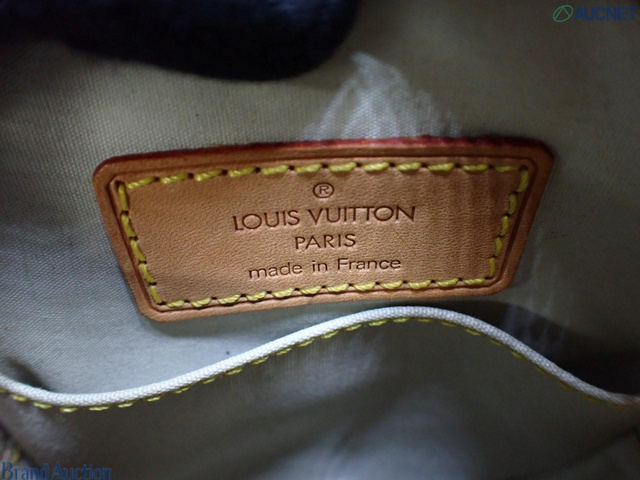 AUCNET
®
LOUIS VUITTON
PARIS
made in France
Brand Auction